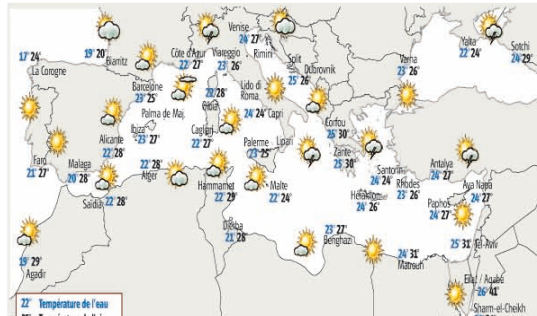 Venise
24° 27°
Yalta
22° 24°
Sotchi
24° 29°
19° 20°
Biarritz
17° 24°
La Corogne
Côte d'Azur
22° 27°
Viareggio
23° 26°
Rimini
Split
25° 26°
Dubrovnik
Varna
23° 26°
Barcelone
23° 25°
Palma de Maj.
Ibiza
23° 27°
22° 28°
Olbia
Lido di
Roma
24° 24°
Capri
Corfou
25° 30°
Alicante
22° 28°
Cagliari
22° 27°
Palerme
23° 25°
Lipari
Zante
25° 30°
Santorin
24° 24°
Antalya
24° 27°
Faro
21° 27°
Malaga
20° 28°
22° 28°
Alger
Hammamet
22° 29°
Malte
22° 24°
Héraklion
24° 26°
Rhodes
23° 26°
Aya Napa
24° 27°
Paphos
24° 27°
Saïdia
22° 28°
Djerba
21° 28°
23° 27°
Benghazi
25° 31°
Tel-Aviv
24° 31°
Matrouh
19° 29°
Agadir
Eilat / Aqaba
26° 41°
Sharm-el-Cheikh
22° Température de l'eau